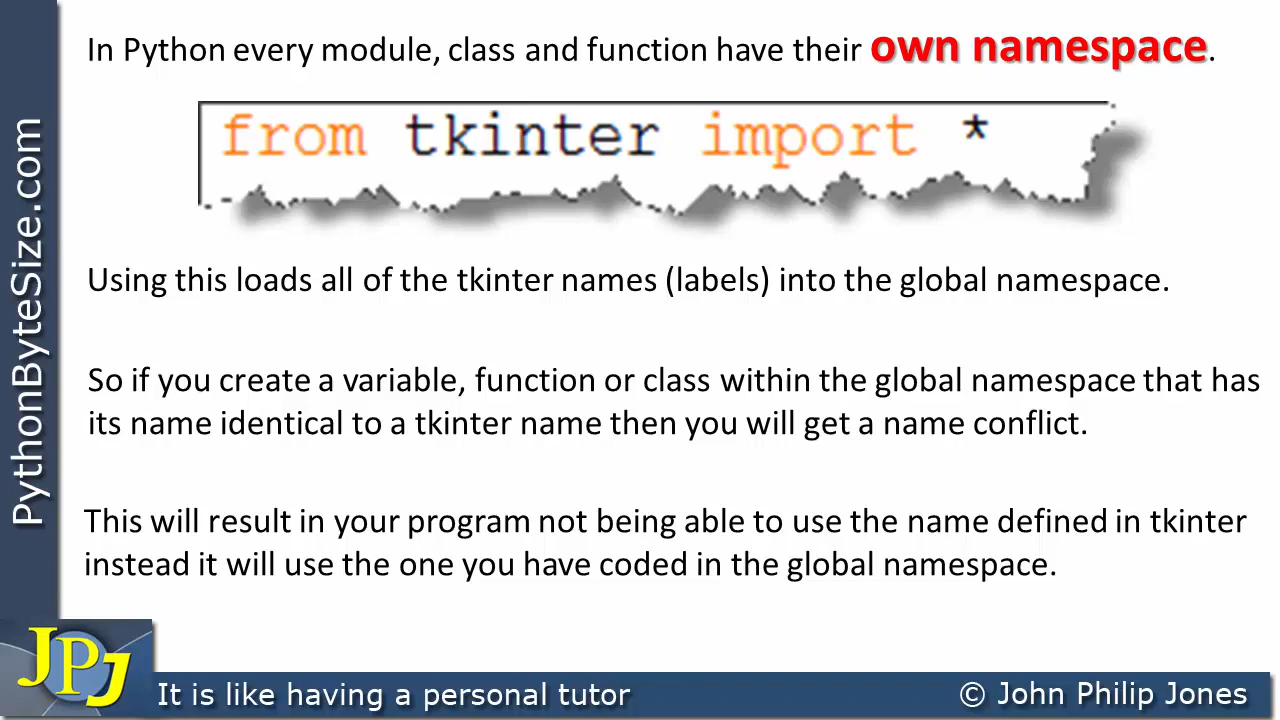 In Python every module, class and function have their own namespace.
from tkinter import *
Using this loads all of the tkinter names (labels) into the global namespace.
So if you create a variable, function or class within the global namespace that has
its name identical to a tkinter name then you will get a name conflict.
This will result in your program not being able to use the name defined in tkinter
instead it will use the one you have coded in the global namespace.
PythonByteSize.com
JPJ
It is like having a personal tutor
© John Philip Jones